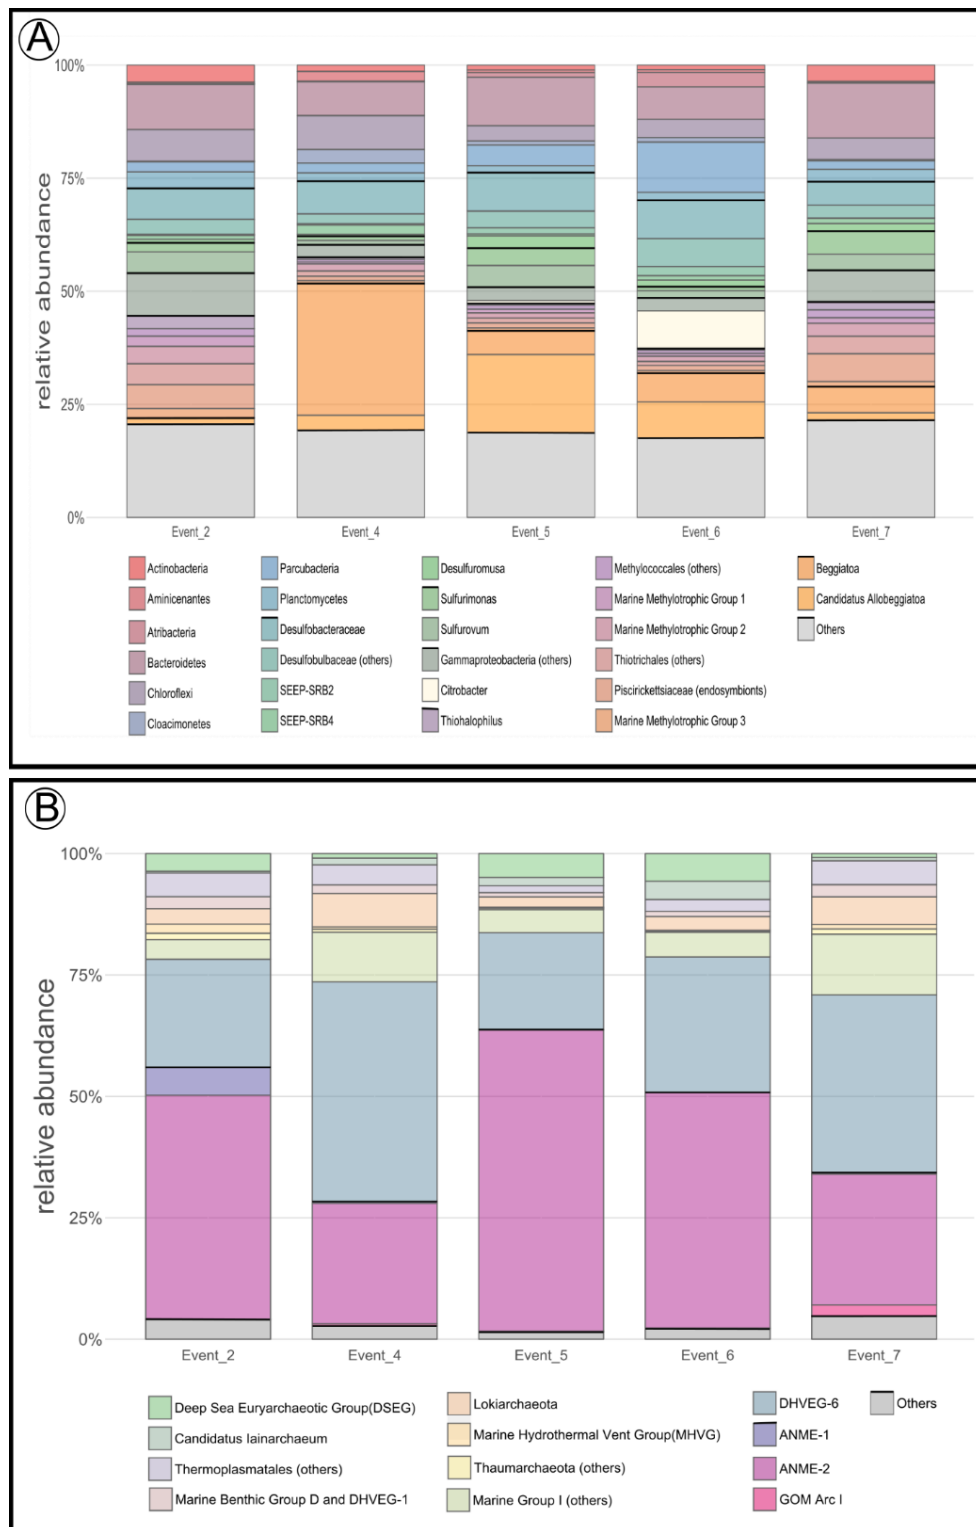 A
100%
75%
50%
25%
0%
relative abundance
Event_2 Event_4 Event_5 Event_6 Event_7
Actinobacteria Parcubacteria Desulfuromusa Methylococcales (others) Beggiatoa
Aminicenantes Planctomycetes Sulfurimonas Marine Methylotrophic Group 1 Candidatus Allobeggiatoa
Atribacteria Desulfobacteraceae Sulfurovum Marine Methylotrophic Group 2 Others
Bacteroidetes Desulfobulbaceae (others) Gammaproteobacteria (others) Thiotrichales (others)
Chloroflexi SEEP-SRB2 Citrobacter Piscirickettsiaceae (endosymbionts)
Cloacimonetes SEEP-SRB4 Thiohalophilus Marine Methylotrophic Group 3
B
100%
75%
50%
25%
0%
relative abundance
Event_2 Event_4 Event_5 Event_6 Event_7
Deep Sea Euryarchaeotic Group(DSEG) Lokiarchaeota DHVEG-6 Others
Candidatus Iainarchaeum Marine Hydrothermal Vent Group(MHVG) ANME-1
Thermoplasmatales (others) Thaumarchaeota (others) ANME-2
Marine Benthic Group D and DHVEG-1 Marine Group I (others) GOM Arc I